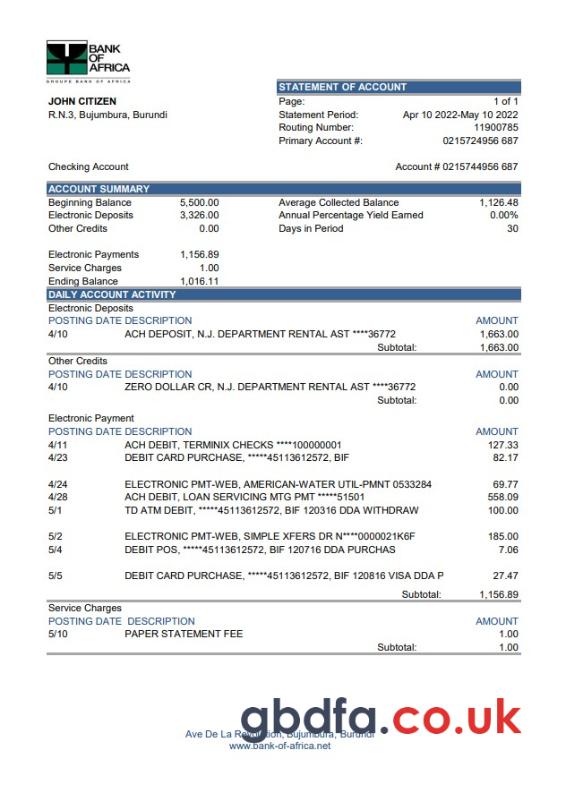 BANK
OF
AFRICA
GROUPE BANK OF AFRICA
STATEMENT OF ACCOUNT
JOHN CITIZEN
R.N.3, Bujumbura, Burundi
Page: 1 of 1
Statement Period: Apr 10 2022-May 10 2022
Routing Number: 11900785
Primary Account #: 0215724956 687
Checking Account Account # 0215744956 687
ACCOUNT SUMMARY
Beginning Balance 5,500.00 Average Collected Balance 1,126.48
Electronic Deposits 3,326.00 Annual Percentage Yield Earned 0.00%
Other Credits 0.00 Days in Period 30
Electronic Payments 1,156.89
Service Charges 1.00
Ending Balance 1,016.11
DAILY ACCOUNT ACTIVITY
Electronic Deposits
POSTING DATE DESCRIPTION AMOUNT
4/10 ACH DEPOSIT, N.J. DEPARTMENT RENTAL AST ****36772 1,663.00
Subtotal: 1,663.00
Other Credits
POSTING DATE DESCRIPTION AMOUNT
4/10 ZERO DOLLAR CR, N.J. DEPARTMENT RENTAL AST ****36772 0.00
Subtotal: 0.00
Electronic Payment
POSTING DATE DESCRIPTION AMOUNT
4/11 ACH DEBIT, TERMINIX CHECKS ****100000001 127.33
4/23 DEBIT CARD PURCHASE, *****45113612572, BIF 82.17
4/24 ELECTRONIC PMT-WEB, AMERICAN-WATER UTIL-PMNT 0533284 69.77
4/28 ACH DEBIT, LOAN SERVICING MTG PMT *****51501 558.09
5/1 TD ATM DEBIT, *****45113612572, BIF 120316 DDA WITHDRAW 100.00
5/2 ELECTRONIC PMT-WEB, SIMPLE XFERS DR N****0000021K6F 185.00
5/4 DEBIT POS, *****45113612572, BIF 120716 DDA PURCHAS 7.06
5/5 DEBIT CARD PURCHASE, *****45113612572, BIF 120816 VISA DDA P 27.47
Subtotal: 1,156.89
Service Charges
POSTING DATE DESCRIPTION AMOUNT
5/10 PAPER STATEMENT FEE 1.00
Subtotal: 1.00
gbdfa.co.uk
Ave De La Revolution, Bujumbura, Burundi
www.bank-of-africa.net